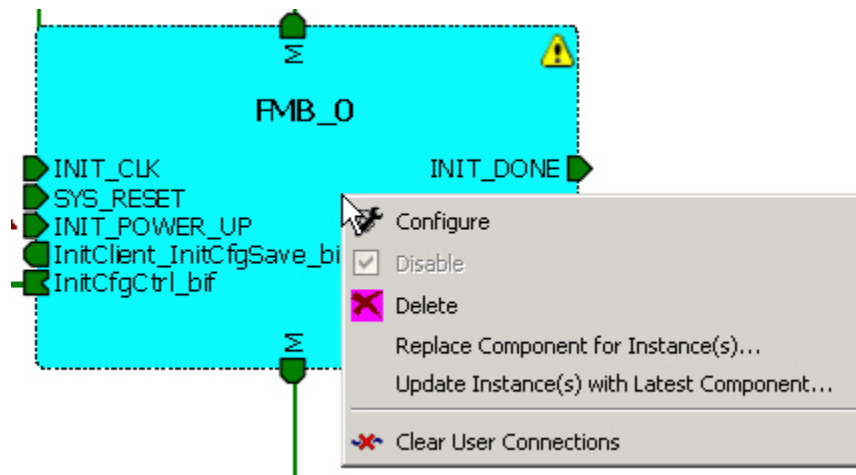 M
FMB_0
INIT_CLK
INIT_DONE
SYS_RESET
INIT_POWER_UP
InitClient_InitCfgSave_bi
InitCfgCtrl_bif
M
Configure
Disable
Delete
Replace Component for Instance(s)...
Update Instance(s) with Latest Component...
Clear User Connections